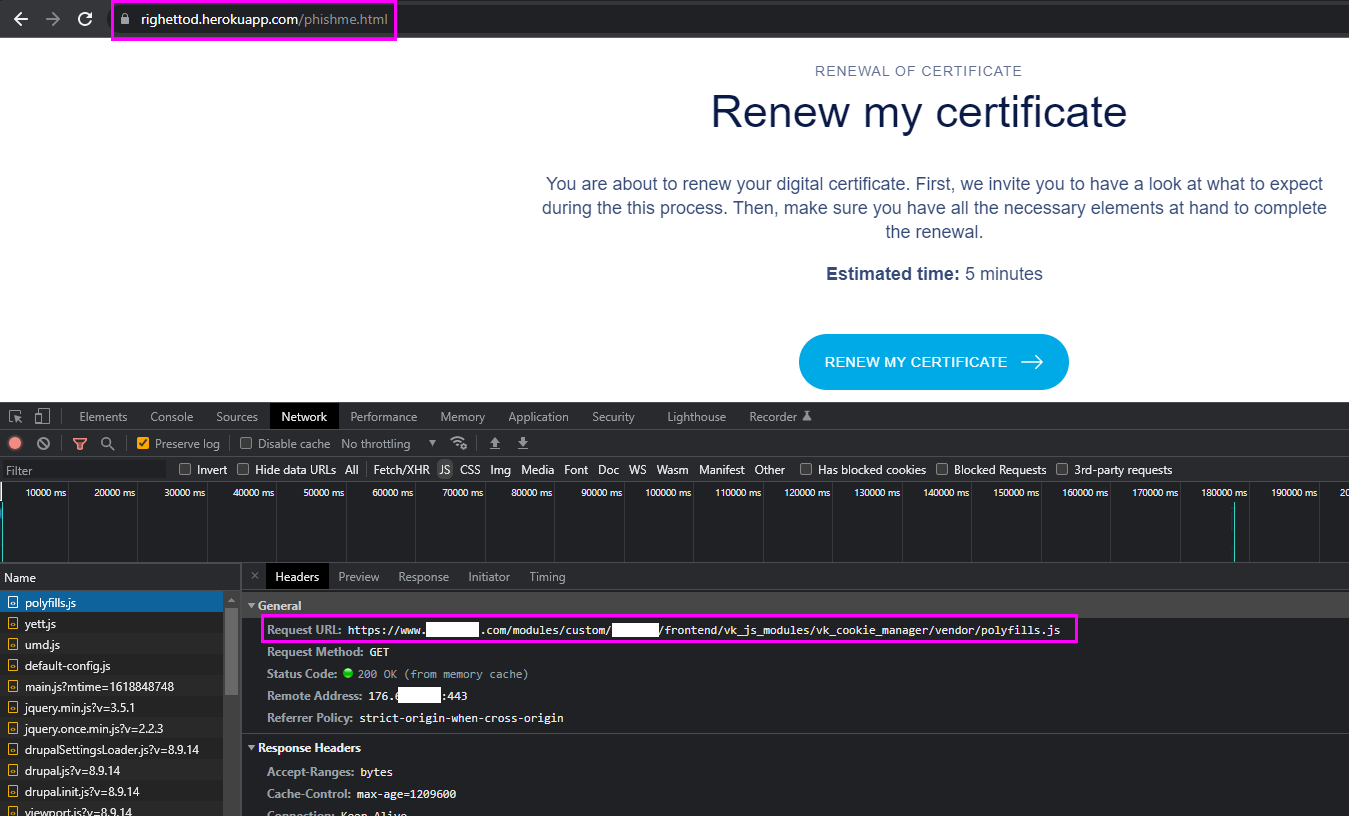 righettod.herokuapp.com/phishme.html
RENEWAL OF CERTIFICATE
Renew my certificate
You are about to renew your digital certificate. First, we invite you to have a look at what to expect
during the this process. Then, make sure you have all the necessary elements at hand to complete
the renewal.
Estimated time: 5 minutes
RENEW MY CERTIFICATE
Elements Console Sources Network Performance Memory Application Security Lighthouse Recorder
Preserve log Disable cache No throttling
Filter Invert Hide data URLs All Fetch/XHR JS CSS Img Media Font Doc WS Wasm Manifest Other Has blocked cookies Blocked Requests 3rd-party requests
10000 ms 20000 ms 30000 ms 40000 ms 50000 ms 60000 ms 70000 ms 80000 ms 90000 ms 100000 ms 110000 ms 120000 ms 130000 ms 140000 ms 150000 ms 160000 ms 170000 ms 180000 ms 190000 ms
Name
polyfills.js
yett.js
umd.js
default-config.js
main.js?mtime=1618848748
jquery.min.js?v=3.5.1
jquery.once.min.js?v=2.2.3
drupalSettingsLoader.js?v=8.9.14
drupal.js?v=8.9.14
drupal.init.js?v=8.9.14
viewport.js?v=8.9.14
Headers Preview Response Initiator Timing
General
Request URL: https://www. .com/modules/custom/ /frontend/vk_js_modules/vk_cookie_manager/vendor/polyfills.js
Request Method: GET
Status Code: 200 OK (from memory cache)
Remote Address: 176. :443
Referrer Policy: strict-origin-when-cross-origin
Response Headers
Accept-Ranges: bytes
Cache-Control: max-age=1209600
Connection: Keep-Alive